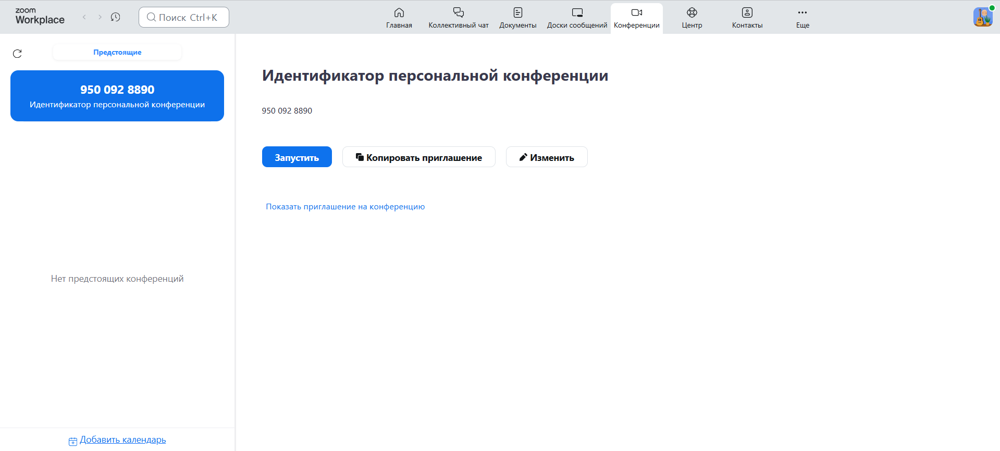 zoom
Workplace
Поиск Ctrl+K
Главная
Коллективный чат
Документы
Доски сообщений
Конференции
Центр
Контакты
Еще
Предстоящие
950 092 8890
Идентификатор персональной конференции
Нет предстоящих конференций
Добавить календарь
Идентификатор персональной конференции
950 092 8890
Запустить
Копировать приглашение
Изменить
Показать приглашение на конференцию